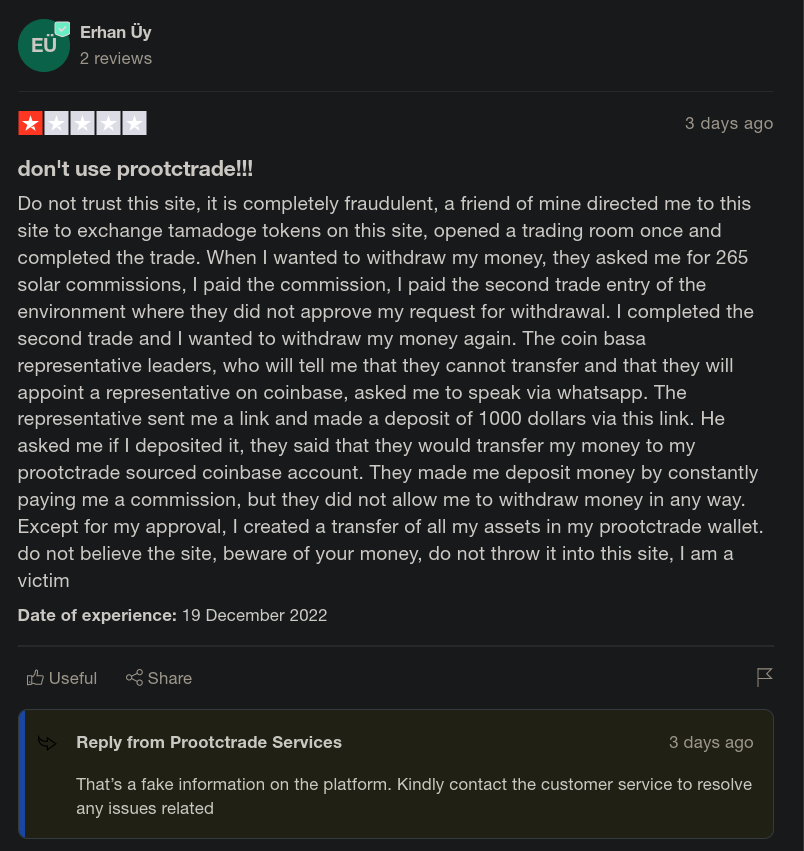 EÜ
Erhan Üy
2 reviews
3 days ago
don't use prootctrade!!!
Do not trust this site, it is completely fraudulent, a friend of mine directed me to this
site to exchange tamadoge tokens on this site, opened a trading room once and
completed the trade. When I wanted to withdraw my money, they asked me for 265
solar commissions, I paid the commission, I paid the second trade entry of the
environment where they did not approve my request for withdrawal. I completed the
second trade and I wanted to withdraw my money again. The coin basa
representative leaders, who will tell me that they cannot transfer and that they will
appoint a representative on coinbase, asked me to speak via whatsapp. The
representative sent me a link and made a deposit of 1000 dollars via this link. He
asked me if I deposited it, they said that they would transfer my money to my
prootctrade sourced coinbase account. They made me deposit money by constantly
paying me a commission, but they did not allow me to withdraw money in any way.
Except for my approval, I created a transfer of all my assets in my prootctrade wallet.
do not believe the site, beware of your money, do not throw it into this site, I am a
victim
Date of experience: 19 December 2022
Useful Share
Reply from Prootctrade Services 3 days ago
That's a fake information on the platform. Kindly contact the customer service to resolve
any issues related